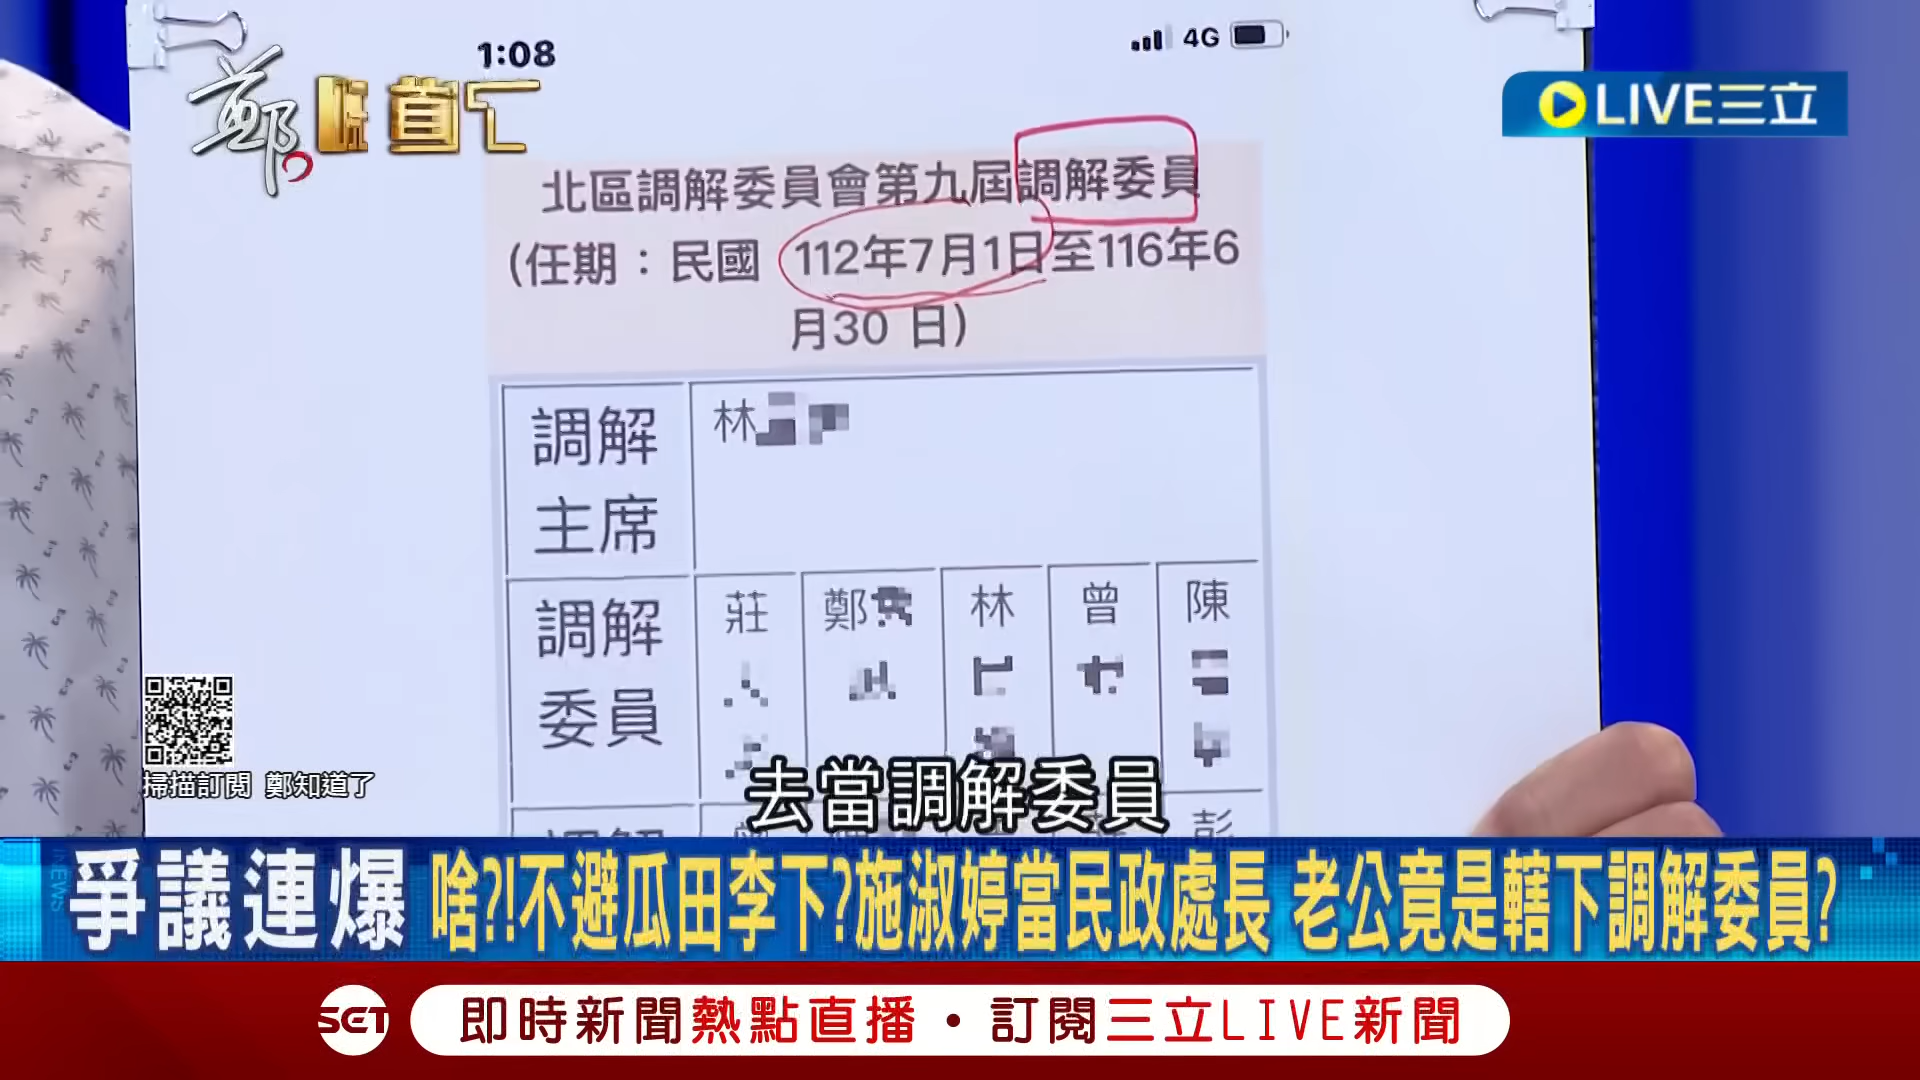 1:08
4G
LIVE三立
北區調解委員會第九屆調解委員
(任期：民國 112年7月1日至116年6
月30 日)
調解
主席
林
調解
委員
莊
鄭
林
曾
陳
彭
掃描訂閱 鄭知道了
去當調解委員
爭議連爆
啥?!不避瓜田李下?施淑婷當民政處長 老公竟是轄下調解委員?
SET
即時新聞熱點直播・訂閱三立LIVE新聞